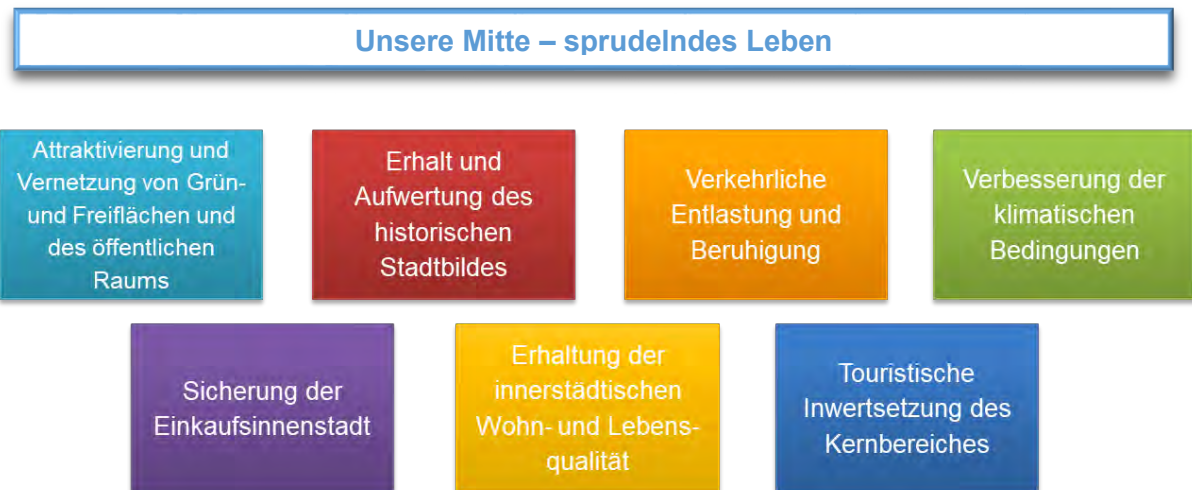 Unsere Mitte – sprudelndes Leben
Attraktivierung und
Vernetzung von Grün-
und Freiflächen und
des öffentlichen
Raums
Erhalt und
Aufwertung des
historischen
Stadtbildes
Verkehrliche
Entlastung und
Beruhigung
Verbesserung der
klimatischen
Bedingungen
Sicherung der
Einkaufsinnenstadt
Erhaltung der
innerstädtischen
Wohn- und Lebens-
qualität
Touristische
Inwertsetzung des
Kernbereiches